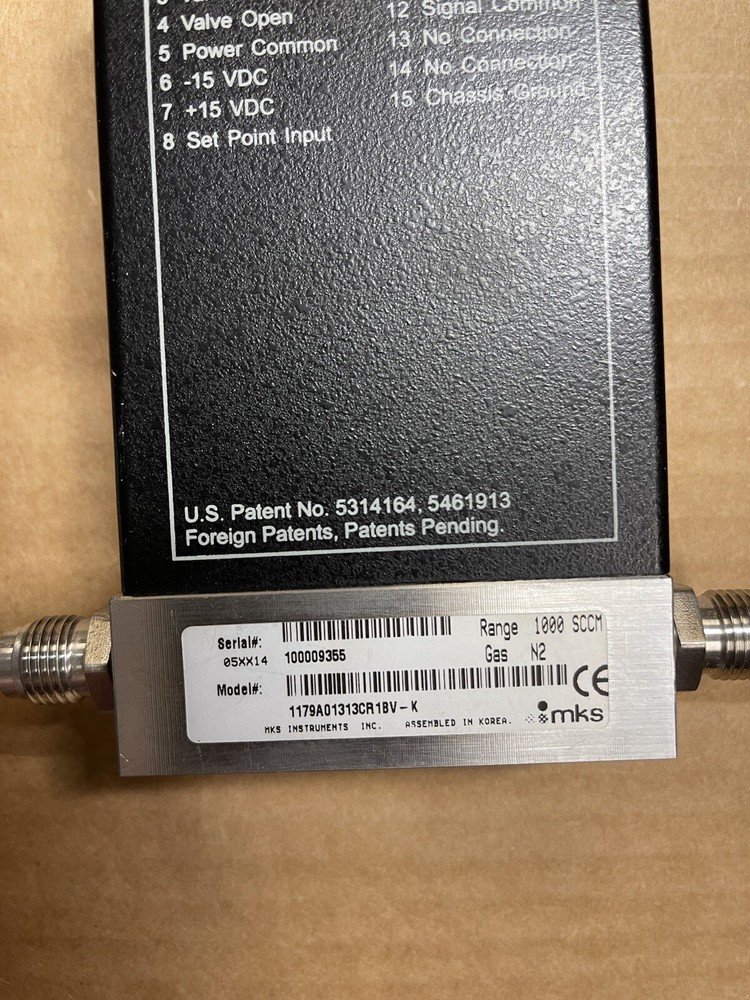 4 Valve Open
5 Power Common
6 -15 VDC
7 +15 VDC
8 Set Point Input
12 Signal Common
13 No Connection
14 No Connection
15 Chassis Ground
U.S. Patent No. 5314164, 5461913
Foreign Patents, Patents Pending.
Serial#:
05XX14 100009355
Range 1000 SCCM
Gas N2
Model#:
1179A01313CR1BV-K
CE
MKS INSTRUMENTS INC. ASSEMBLED IN KOREA.
mks